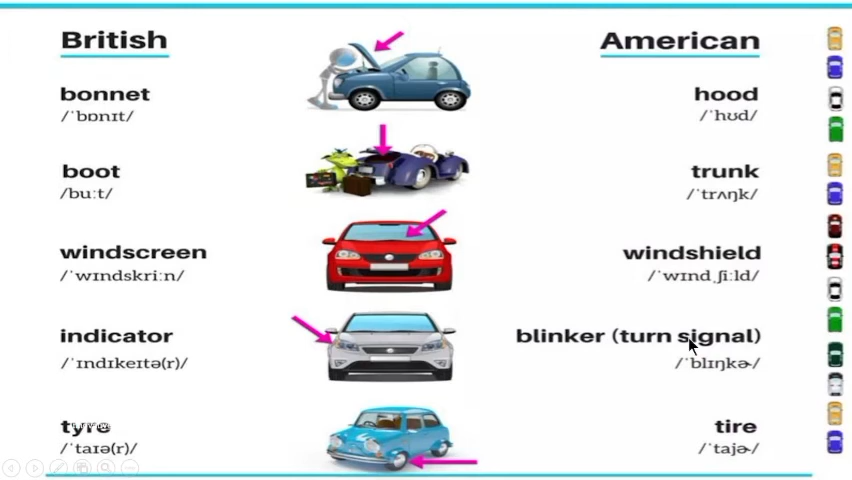 British American
bonnet hood
/ˈbɒnɪt/ /ˈhʊd/
boot trunk
/buːt/ /ˈtrʌŋk/
windscreen windshield
/ˈwɪndskriːn/ /ˈwɪndˌʃiːld/
indicator blinker (turn signal)
/ˈɪndɪkeɪtə(r)/ /ˈblɪŋkɚ/
tyre tire
/ˈtaɪə(r)/ /ˈtajɚ/